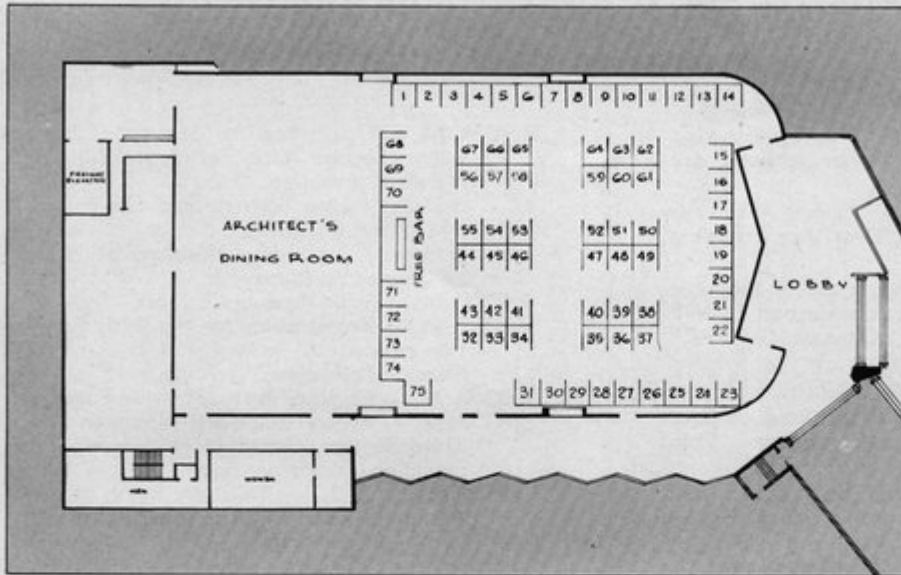 1 2 3 4 5 6 7 8 9 10 11 12 13 14
68 67 66 65 64 63 62 15
69 56 57 58 59 60 61 16
70 17
ARCHITECT'S
DINING ROOM
FREE BAR
55 54 53 52 51 50 18
44 45 46 47 48 49 19
LOBBY
71 20
72 43 42 41 40 39 38 21
73 32 33 34 35 36 37 22
74
75 31 30 29 28 27 26 25 24 23
FREIGHT
ELEVATOR
MEN
WOMEN